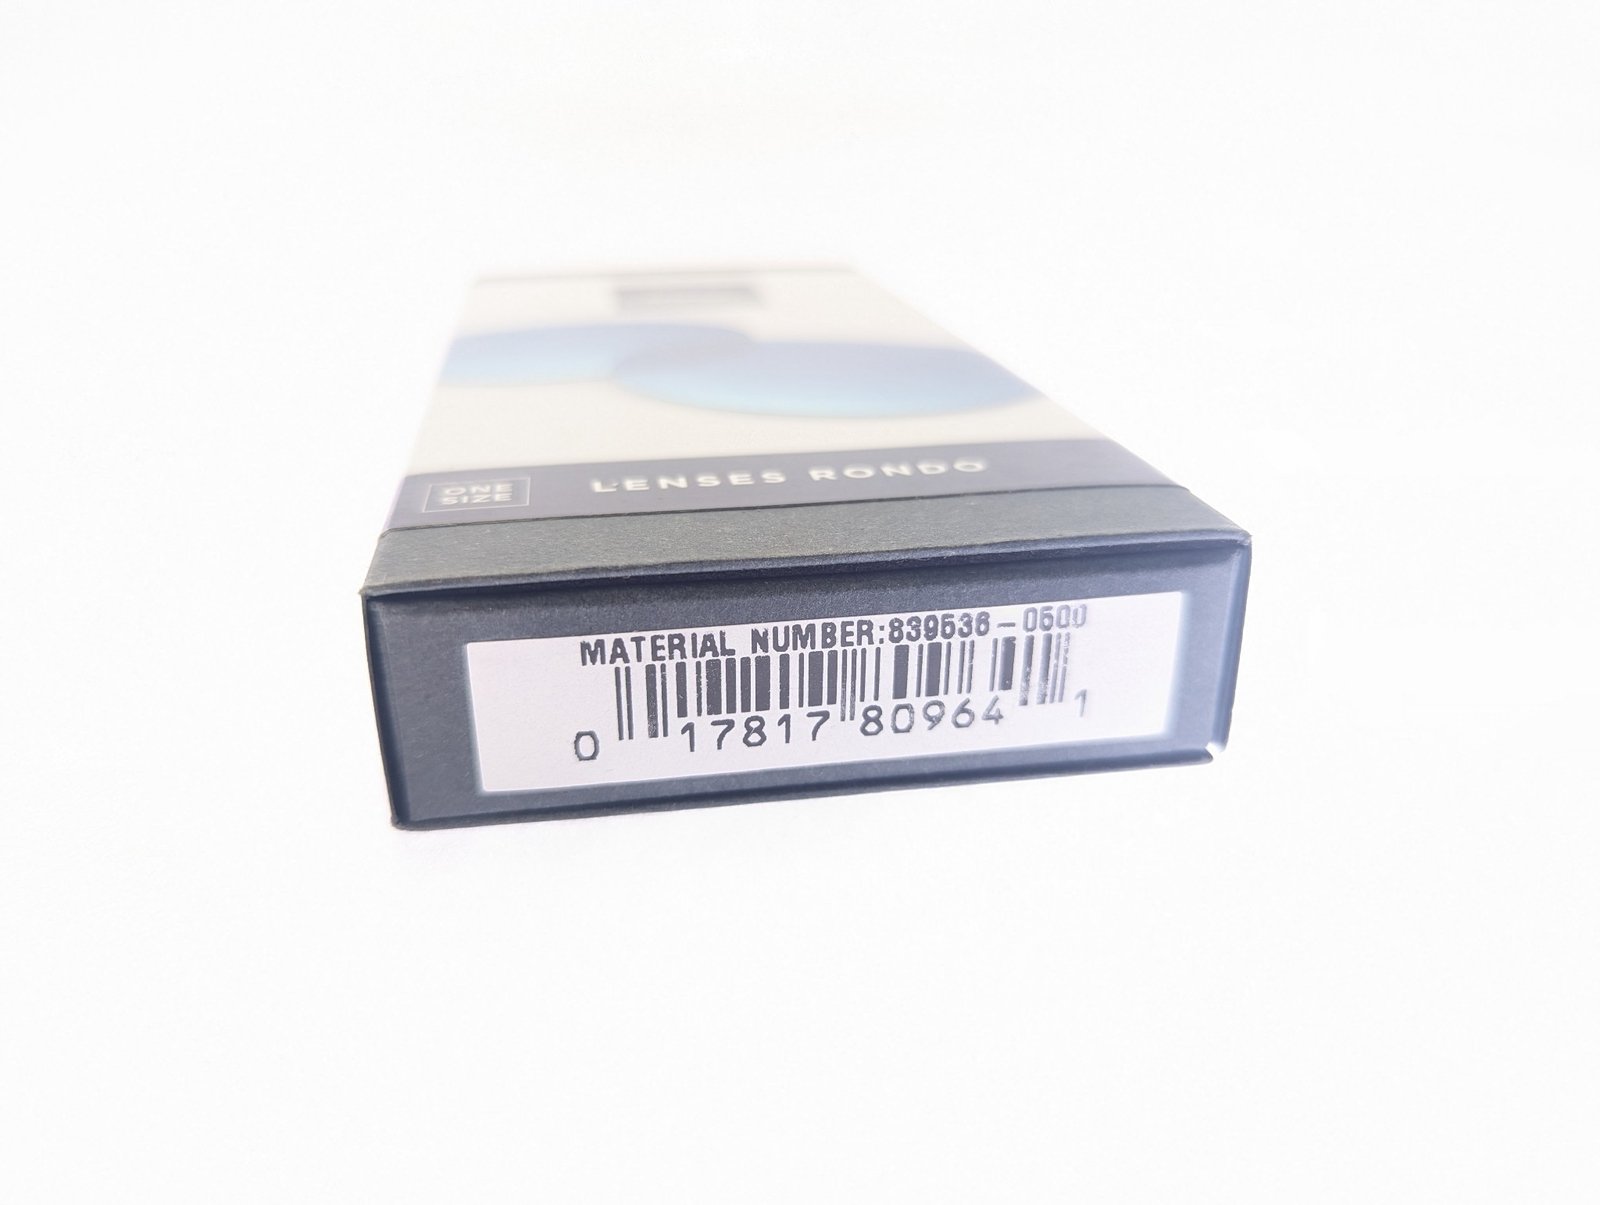 ONE
SIZE
LENSES RONDO
MATERIAL NUMBER:839536-0500
0 17817 80964 1